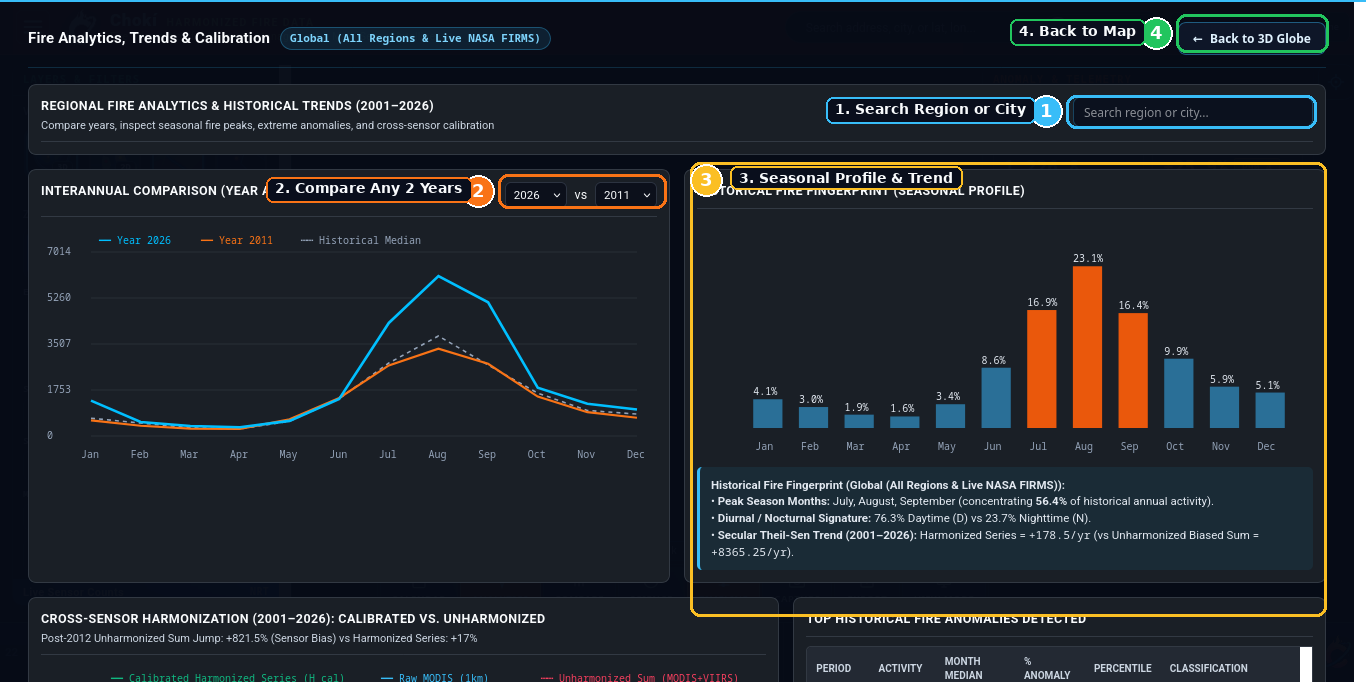 Fire Analytics, Trends & Calibration
Global (All Regions & Live NASA FIRMS)
4. Back to Map
4
← Back to 3D Globe
REGIONAL FIRE ANALYTICS & HISTORICAL TRENDS (2001–2026)
Compare years, inspect seasonal fire peaks, extreme anomalies, and cross-sensor calibration
1. Search Region or City
1
Search region or city...
INTERANNUAL COMPARISON (YEAR
2. Compare Any 2 Years
2
2026
vs
2011
Year 2026
Year 2011
Historical Median
7014
5260
3507
1753
0
Jan Feb Mar Apr May Jun Jul Aug Sep Oct Nov Dec
3
3. Seasonal Profile & Trend
FIRE FINGERPRINT (SEASONAL PROFILE)
4.1% 3.0% 1.9% 1.6% 3.4% 8.6% 16.9% 23.1% 16.4% 9.9% 5.9% 5.1%
Jan Feb Mar Apr May Jun Jul Aug Sep Oct Nov Dec
Historical Fire Fingerprint (Global (All Regions & Live NASA FIRMS)):
• Peak Season Months: July, August, September (concentrating 56.4% of historical annual activity).
• Diurnal / Nocturnal Signature: 76.3% Daytime (D) vs 23.7% Nighttime (N).
• Secular Theil-Sen Trend (2001–2026): Harmonized Series = +178.5/yr (vs Unharmonized Biased Sum =
+8365.25/yr).
CROSS-SENSOR HARMONIZATION (2001–2026): CALIBRATED VS. UNHARMONIZED
Post-2012 Unharmonized Sum Jump: +821.5% (Sensor Bias) vs Harmonized Series: +17%
Calibrated Harmonized Series (H_cal)
Raw MODIS (1km)
Unharmonized Sum (MODIS+VIIRS)
TOP HISTORICAL FIRE ANOMALIES DETECTED
PERIOD
ACTIVITY
MONTH
MEDIAN
%
ANOMALY
PERCENTILE
CLASSIFICATION